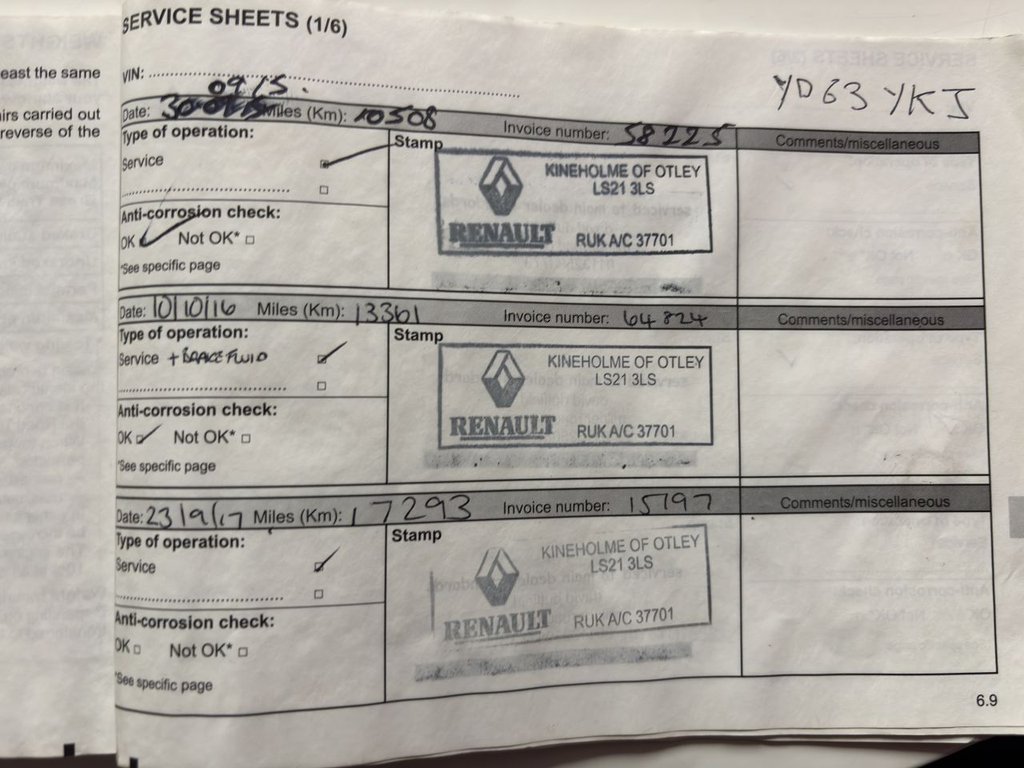 east the same
irs carried out
reverse of the
SERVICE SHEETS (1/6)
VIN: ..........................................................
YD63 YKJ
09 15.
Date: 30 Miles (Km): 10508 Invoice number: 58225 Comments/miscellaneous
Type of operation: Stamp
Service
KINEHOLME OF OTLEY
LS21 3LS
RENAULT RUK A/C 37701
Anti-corrosion check:
OK Not OK*
*See specific page
Date: 10/10/16 Miles (Km): 13361 Invoice number: 64824 Comments/miscellaneous
Type of operation: Stamp
Service + BRAKE FLUID
KINEHOLME OF OTLEY
LS21 3LS
RENAULT RUK A/C 37701
Anti-corrosion check:
OK Not OK*
*See specific page
Date: 23/9/17 Miles (Km): 17293 Invoice number: 15197 Comments/miscellaneous
Type of operation: Stamp
Service
KINEHOLME OF OTLEY
LS21 3LS
RENAULT RUK A/C 37701
Anti-corrosion check:
OK Not OK*
*See specific page
6.9